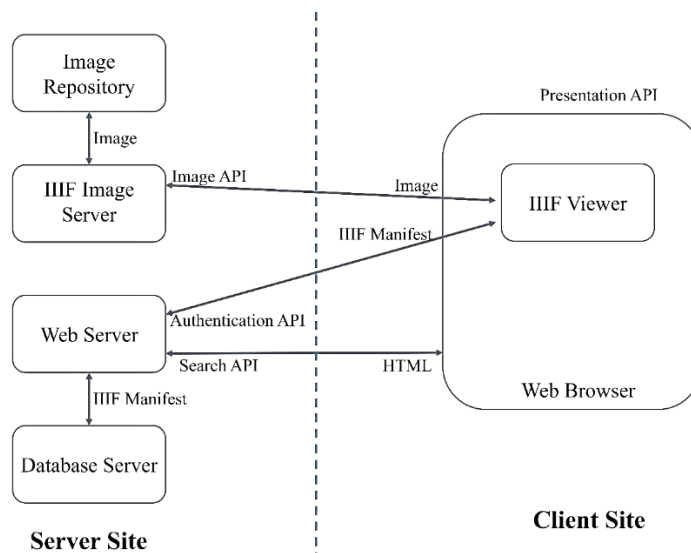 Image
Repository
Image
IIIF Image
Server
Image API
Image
Presentation API
IIIF Viewer
IIIF Manifest
Authentication API
Web Server
Search API
HTML
IIIF Manifest
Web Browser
Database Server
Server Site
Client Site